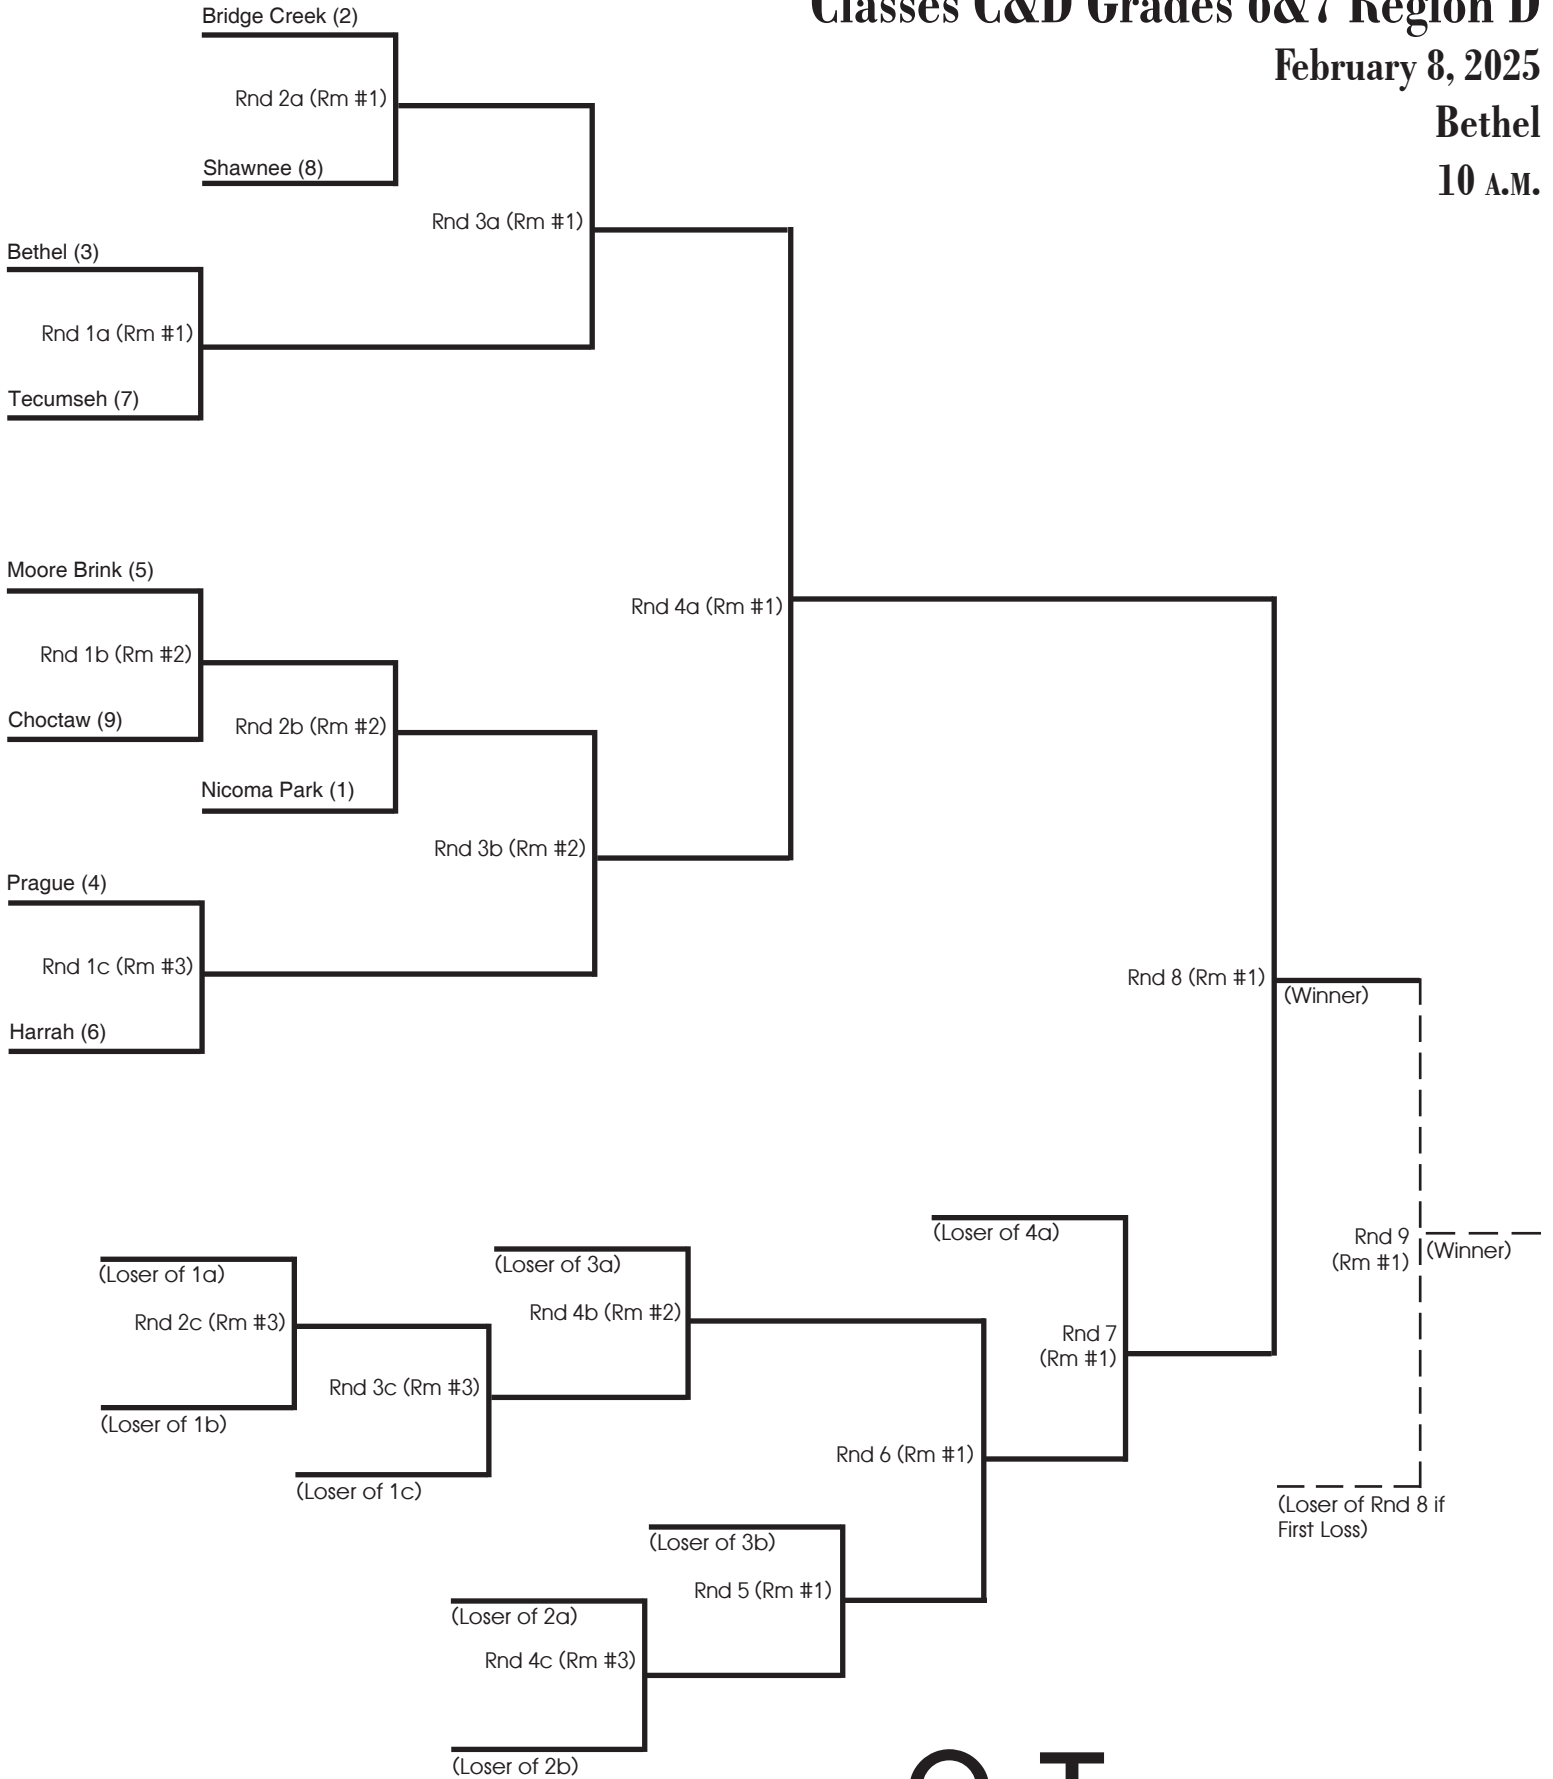 Classes C&D Grades 6&7 Region D
February 8, 2025
Bethel
10 A.M.
Bridge Creek (2)
Rnd 2a (Rm #1)
Shawnee (8)
Rnd 3a (Rm #1)
Bethel (3)
Rnd 1a (Rm #1)
Tecumseh (7)
Moore Brink (5)
Rnd 4a (Rm #1)
Rnd 1b (Rm #2)
Choctaw (9)
Rnd 2b (Rm #2)
Nicoma Park (1)
Rnd 3b (Rm #2)
Prague (4)
Rnd 1c (Rm #3)
Harrah (6)
Rnd 8 (Rm #1)
(Winner)
(Loser of 4a)
Rnd 9
(Rm #1)
(Winner)
(Loser of 1a)
(Loser of 3a)
Rnd 2c (Rm #3)
Rnd 4b (Rm #2)
Rnd 7
(Rm #1)
Rnd 3c (Rm #3)
(Loser of 1b)
Rnd 6 (Rm #1)
(Loser of 1c)
(Loser of Rnd 8 if
First Loss)
(Loser of 3b)
Rnd 5 (Rm #1)
(Loser of 2a)
Rnd 4c (Rm #3)
(Loser of 2b)